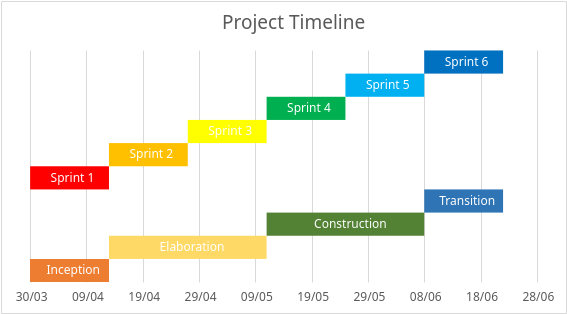 Project Timeline
Sprint 6
Sprint 5
Sprint 4
Sprint 3
Sprint 2
Sprint 1
Transition
Construction
Elaboration
Inception
30/03 09/04 19/04 29/04 09/05 19/05 29/05 08/06 18/06 28/06